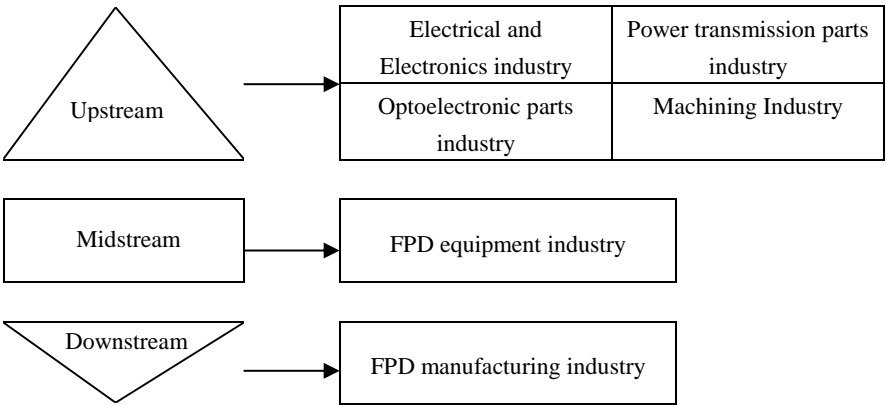 Upstream
Electrical and
Electronics industry
Power transmission parts
industry
Optoelectronic parts
industry
Machining Industry
Midstream
FPD equipment industry
Downstream
FPD manufacturing industry